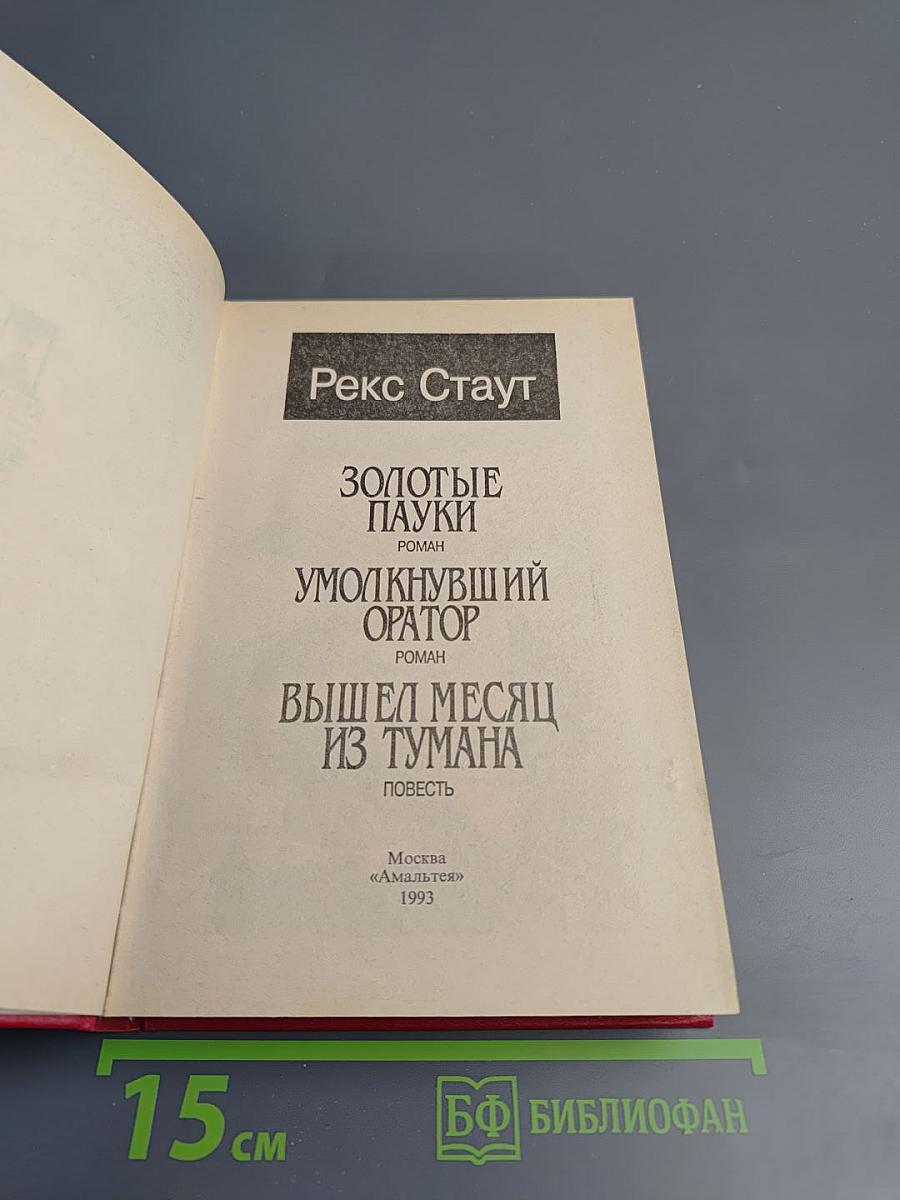 Рекс Стаут
ЗОЛОТЫЕ
ПАУКИ
РОМАН
УМОЛКНУВШИЙ
ОРАТОР
РОМАН
ВЫШЕЛ МЕСЯЦ
ИЗ ТУМАНА
ПОВЕСТЬ
Москва
«Амальтея»
1993
15 см
БФ БИБЛИОФАН